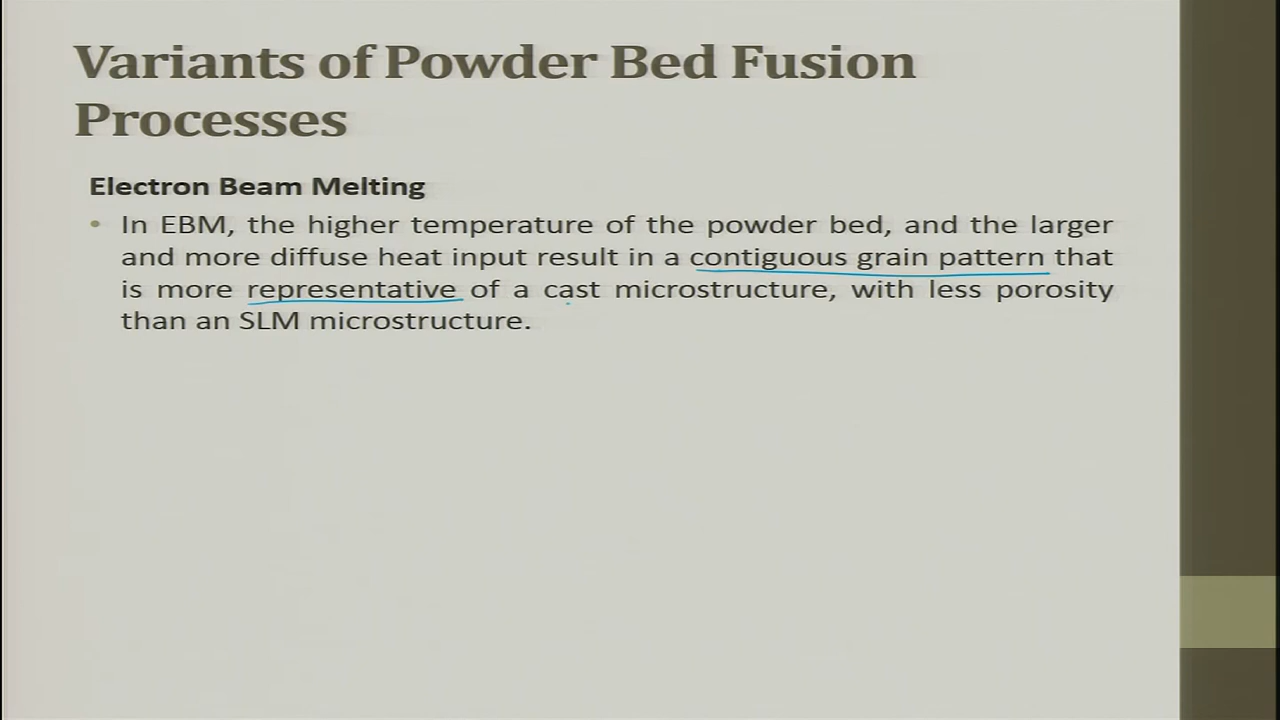 Variants of Powder Bed Fusion
Processes
Electron Beam Melting
• In EBM, the higher temperature of the powder bed, and the larger
and more diffuse heat input result in a contiguous grain pattern that
is more representative of a cast microstructure, with less porosity
than an SLM microstructure.